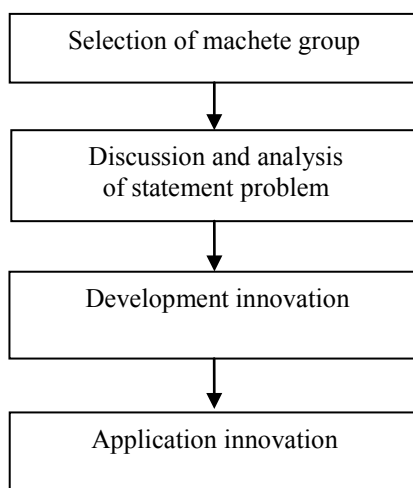 Selection of machete group
Discussion and analysis
of statement problem
Development innovation
Application innovation